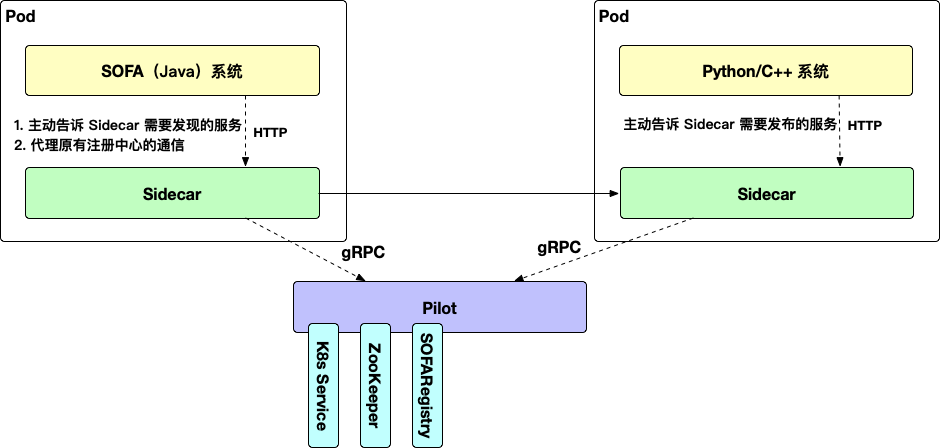 Pod
SOFA（Java）系统
1. 主动告诉 Sidecar 需要发现的服务
2. 代理原有注册中心的通信
HTTP
Sidecar
Pod
Python/C++ 系统
主动告诉 Sidecar 需要发布的服务
HTTP
Sidecar
gRPC
gRPC
Pilot
K8s Service
ZooKeeper
SOFARegistry